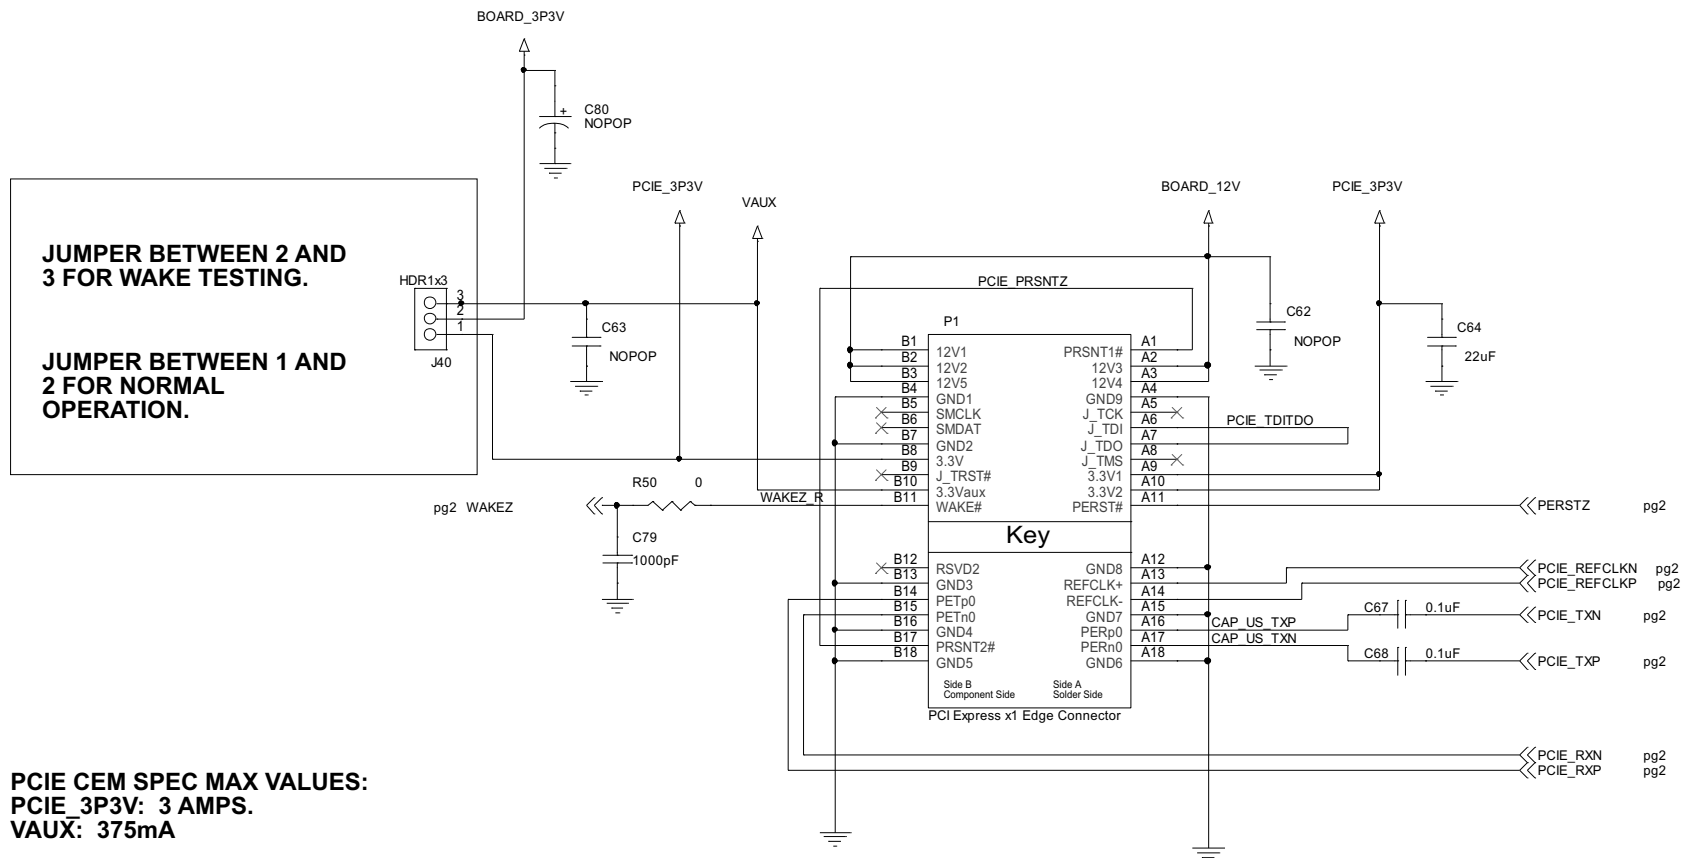 BOARD_3P3V
C80
NOPOP
+
PCIE_3P3V
VAUX
BOARD_12V
PCIE_3P3V
JUMPER BETWEEN 2 AND
3 FOR WAKE TESTING.
JUMPER BETWEEN 1 AND
2 FOR NORMAL
OPERATION.
HDR1x3
3
2
1
J40
C63
NOPOP
PCIE_PRSNTZ
C62
NOPOP
C64
22uF
P1
B1 12V1 PRSNT1# A1
B2 12V2 12V3 A2
B3 12V5 12V4 A3
B4 GND1 GND9 A4
B5 SMCLK J_TCK A5
B6 SMDAT J_TDI A6 PCIE_TDITDO
B7 GND2 J_TDO A7
B8 3.3V J_TMS A8
B9 J_TRST# 3.3V1 A9
B10 3.3Vaux 3.3V2 A10
B11 WAKE# PERST# A11
R50 0
pg2 WAKEZ
WAKEZ_R
PERSTZ pg2
C79
1000pF
Key
B12 RSVD2 GND8 A12
B13 GND3 REFCLK+ A13
B14 PETp0 REFCLK- A14
B15 PETn0 GND7 A15
B16 GND4 PERp0 A16
B17 PRSNT2# PERn0 A17
B18 GND5 GND6 A18
PCIE_REFCLKN pg2
PCIE_REFCLKP pg2
C67 0.1uF
PCIE_TXN pg2
CAP_US_TXP
CAP_US_TXN
C68 0.1uF
PCIE_TXP pg2
Side B
Component Side
Side A
Solder Side
PCI Express x1 Edge Connector
PCIE_RXN pg2
PCIE_RXP pg2
PCIE CEM SPEC MAX VALUES:
PCIE_3P3V: 3 AMPS.
VAUX: 375mA